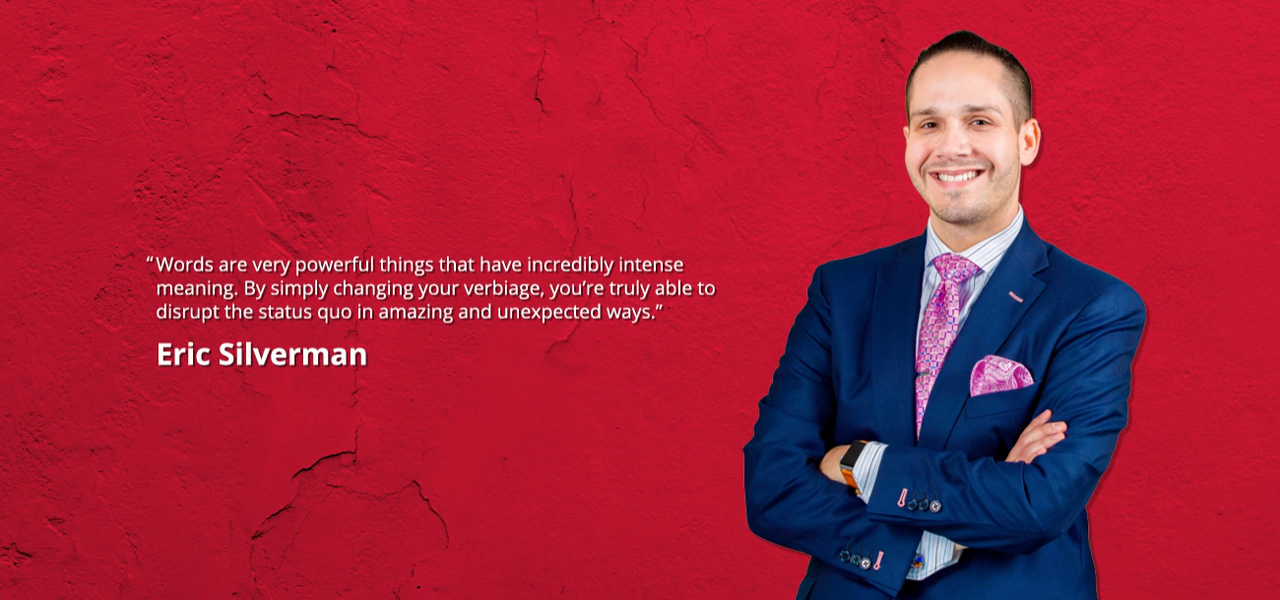 “Words are very powerful things that have incredibly intense
meaning. By simply changing your verbiage, you’re truly able to
disrupt the status quo in amazing and unexpected ways.”
Eric Silverman